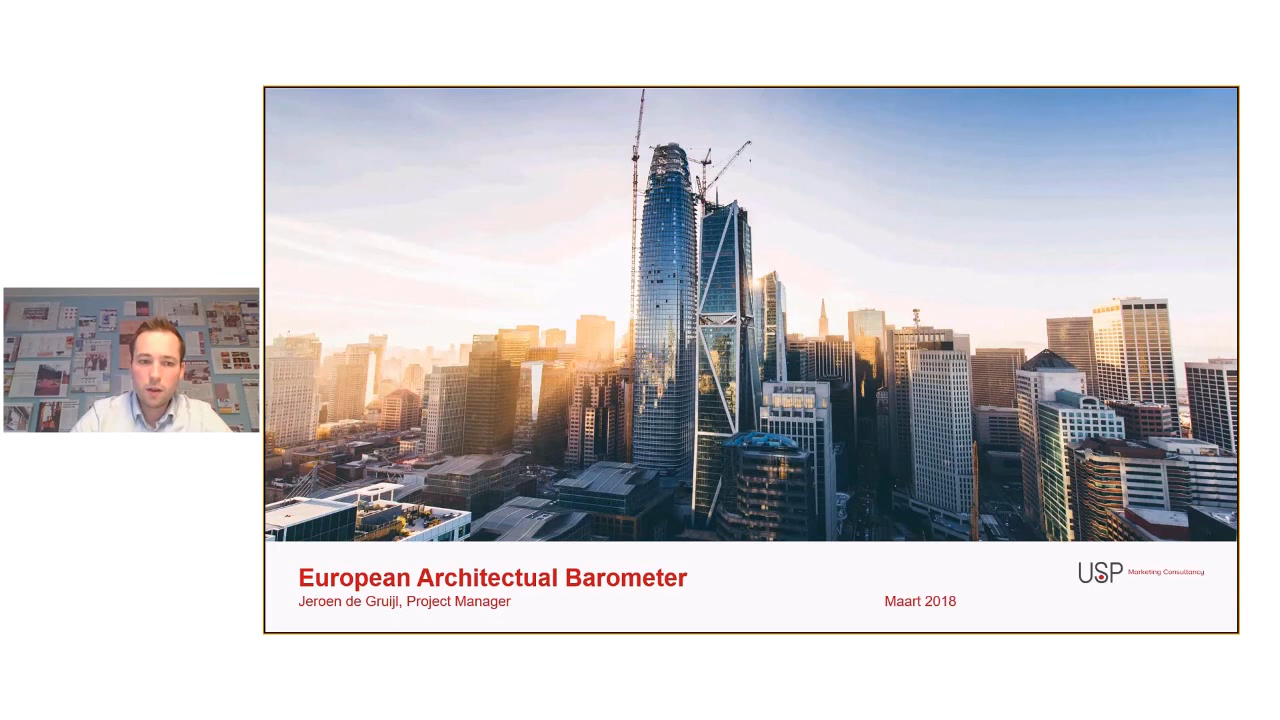 European Architectual Barometer
USP Marketing Consultancy
Jeroen de Gruijl, Project Manager
Maart 2018